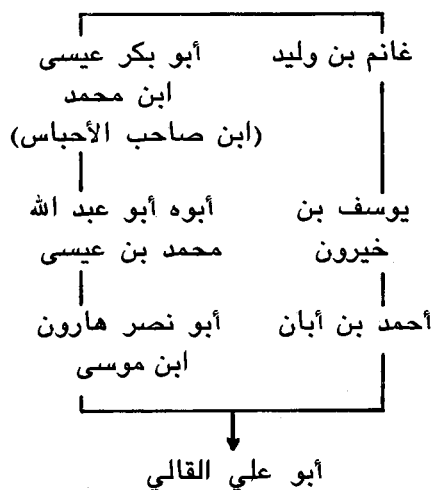 غانم بن وليد
أبو بكر عيسى
ابن محمد
(ابن صاحب الأحباس)
يوسف بن
خيرون
أبوه أبو عبد الله
محمد بن عيسى
أحمد بن أبان
أبو نصر هارون
ابن موسى
أبو علي القالي